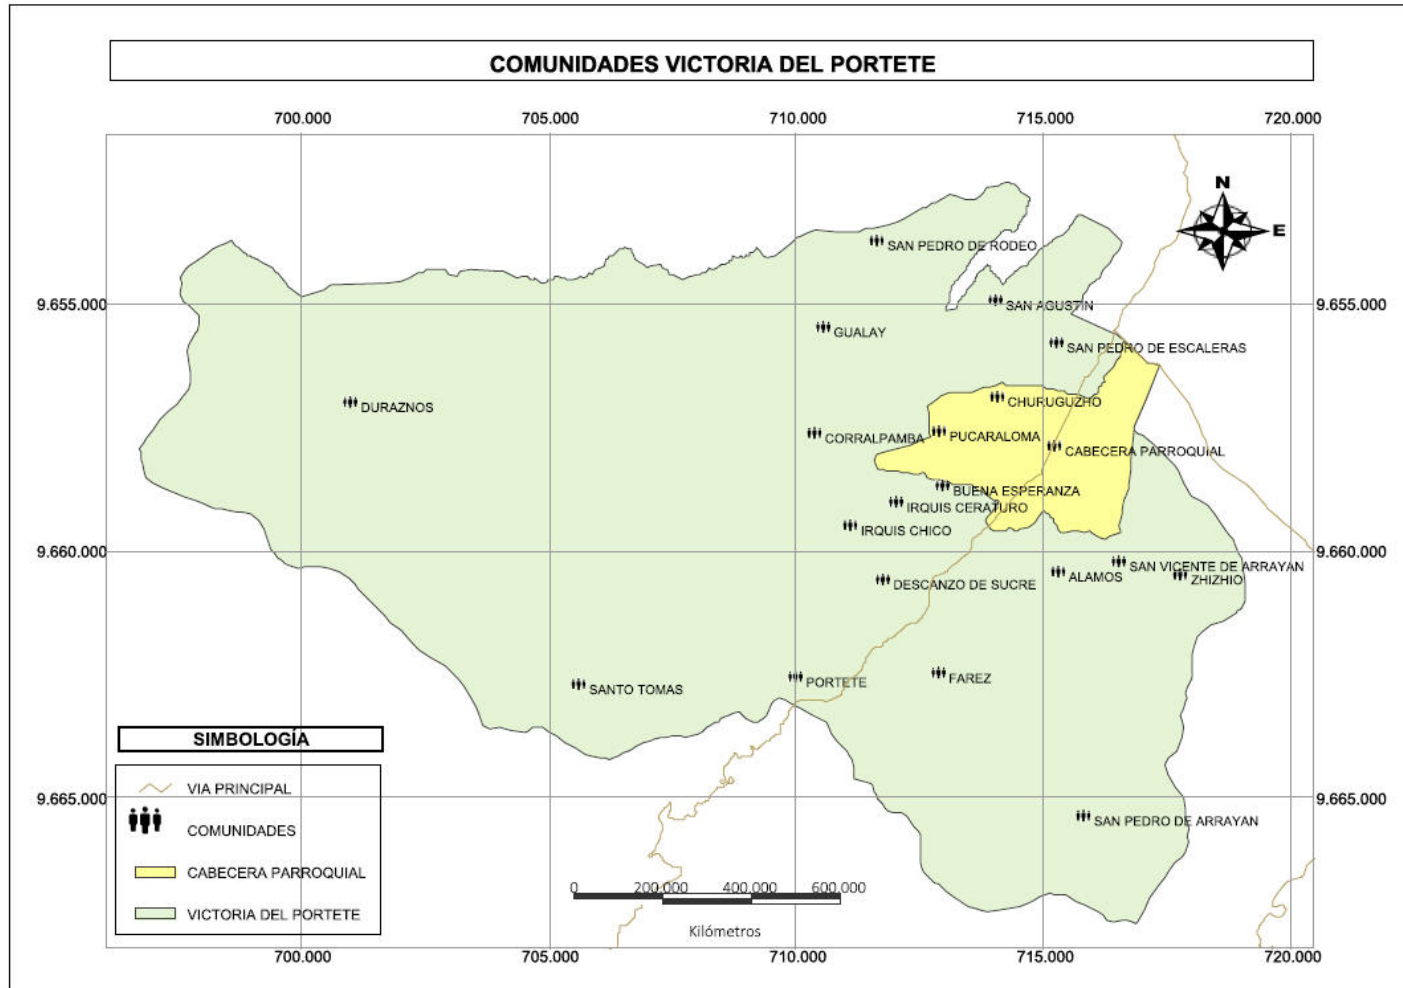 COMUNIDADES VICTORIA DEL PORTETE
700.000 705.000 710.000 715.000 720.000
N
E
SAN PEDRO DE RODEO
9.655.000 9.655.000
SAN AGUSTIN
GUALAY
SAN PEDRO DE ESCALERAS
DURAZNOS
CHURUGUZHO
CORRALPAMBA
PUCARALOMA
CABECERA PARROQUIAL
BUENA ESPERANZA
IRQUIS CERATURO
IRQUIS CHICO
9.660.000 9.660.000
SAN VICENTE DE ARRAYAN
ALAMOS
ZHIZHIO
DESCANZO DE SUCRE
SANTO TOMAS
PORTETE
FAREZ
SIMBOLOGÍA
VIA PRINCIPAL
COMUNIDADES
CABECERA PARROQUIAL
VICTORIA DEL PORTETE
9.665.000 9.665.000
SAN PEDRO DE ARRAYAN
0 200.000 400.000 600.000
Kilómetros
700.000 705.000 710.000 715.000 720.000